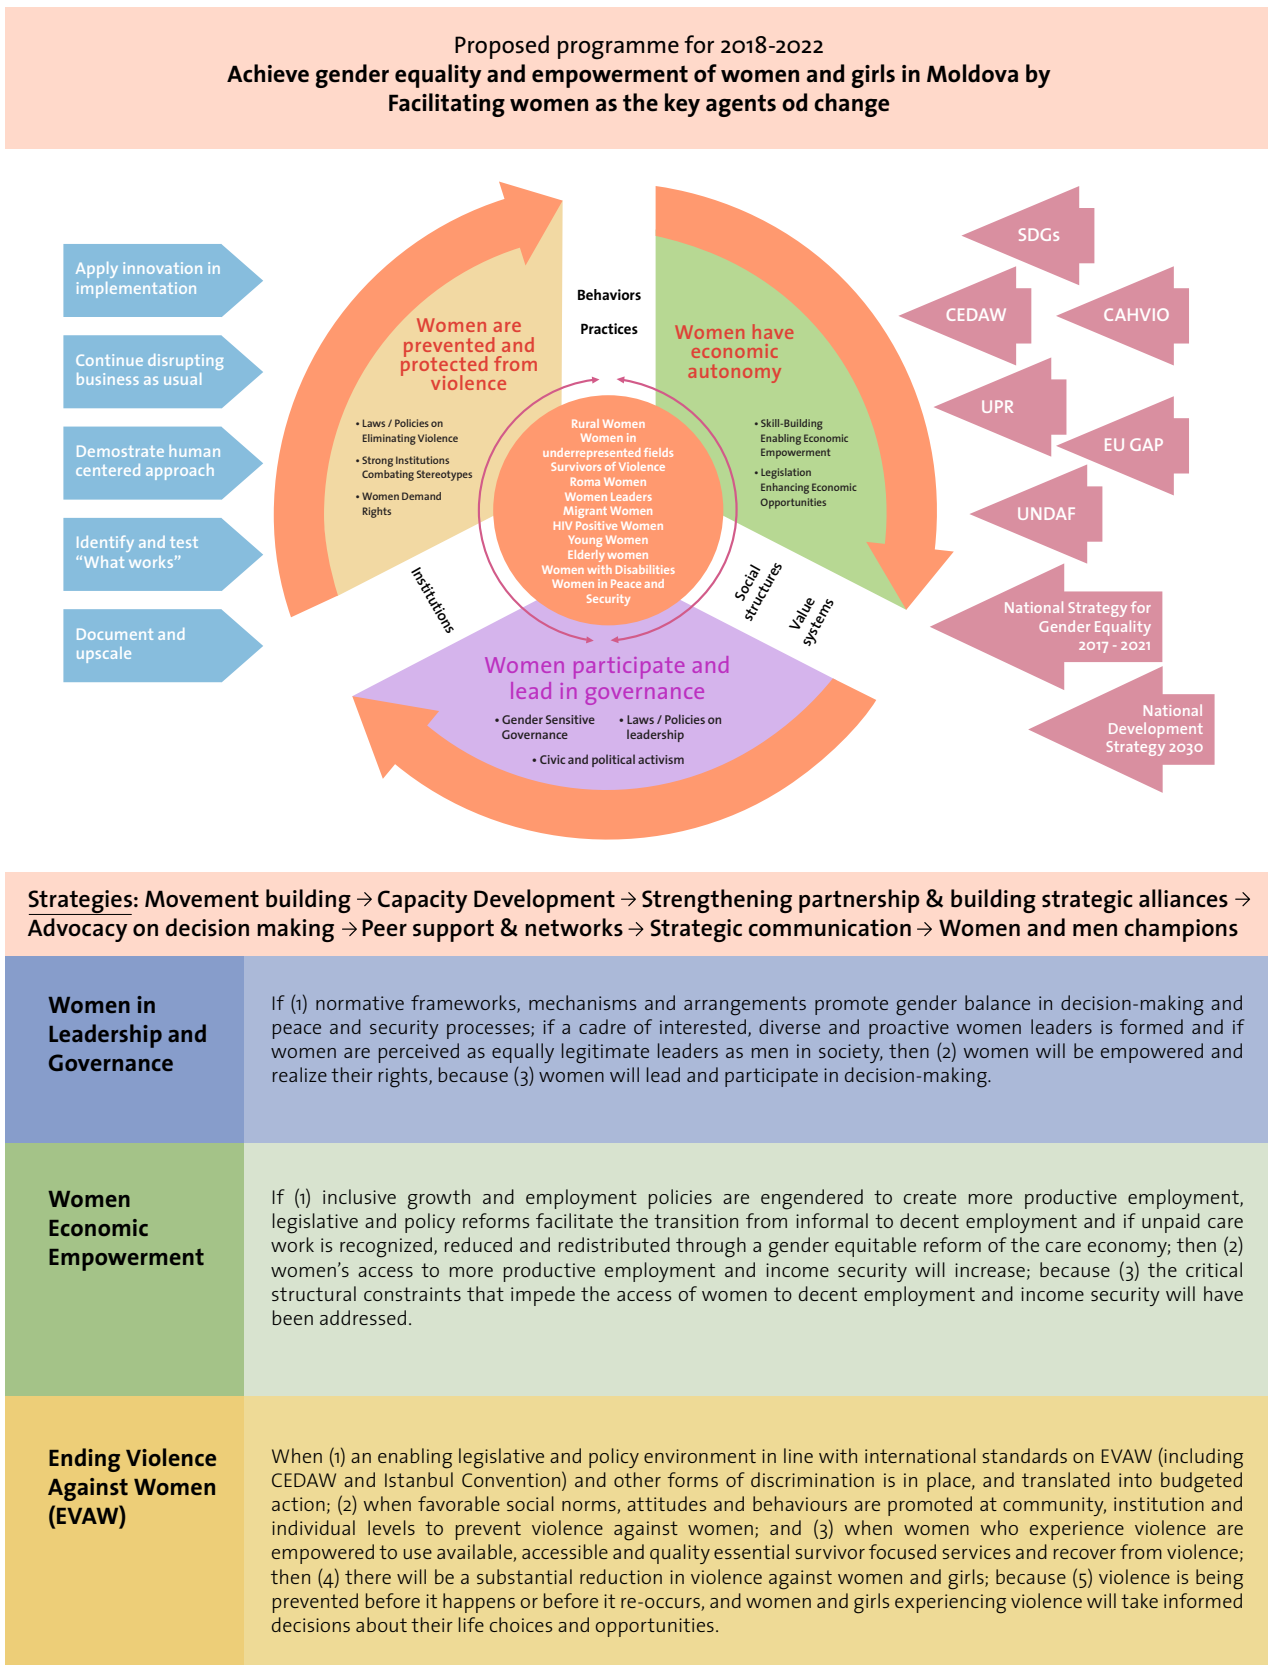 Proposed programme for 2018-2022
Achieve gender equality and empowerment of women and girls in Moldova by
Facilitating women as the key agents od change
Apply innovation in
implementation
Continue disrupting
business as usual
Demostrate human
centered approach
Identify and test
“What works”
Document and
upscale
Women are
prevented and
protected from
violence
• Laws / Policies on
Eliminating Violence
• Strong Institutions
Combating Stereotypes
• Women Demand
Rights
Behaviors
Practices
Women have
economic
autonomy
• Skill-Building
Enabling Economic
Empowerment
• Legislation
Enhancing Economic
Opportunities
Rural Women
Women in
underrepresented fields
Survivors of Violence
Roma Women
Women Leaders
Migrant Women
HIV Positive Women
Young Women
Elderly women
Women with Disabilities
Women in Peace and
Security
Institutions
Social
structures
Value
systems
Women participate and
lead in governance
• Gender Sensitive
Governance
• Laws / Policies on
leadership
• Civic and political activism
SDGs
CEDAW
CAHVIO
UPR
EU GAP
UNDAF
National Strategy for
Gender Equality
2017 - 2021
National
Development
Strategy 2030
Strategies: Movement building → Capacity Development → Strengthening partnership & building strategic alliances →
Advocacy on decision making → Peer support & networks → Strategic communication → Women and men champions
Women in
Leadership and
Governance
If (1) normative frameworks, mechanisms and arrangements promote gender balance in decision-making and
peace and security processes; if a cadre of interested, diverse and proactive women leaders is formed and if
women are perceived as equally legitimate leaders as men in society, then (2) women will be empowered and
realize their rights, because (3) women will lead and participate in decision-making.
Women
Economic
Empowerment
If (1) inclusive growth and employment policies are engendered to create more productive employment,
legislative and policy reforms facilitate the transition from informal to decent employment and if unpaid care
work is recognized, reduced and redistributed through a gender equitable reform of the care economy; then (2)
women’s access to more productive employment and income security will increase; because (3) the critical
structural constraints that impede the access of women to decent employment and income security will have
been addressed.
Ending Violence
Against Women
(EVAW)
When (1) an enabling legislative and policy environment in line with international standards on EVAW (including
CEDAW and Istanbul Convention) and other forms of discrimination is in place, and translated into budgeted
action; (2) when favorable social norms, attitudes and behaviours are promoted at community, institution and
individual levels to prevent violence against women; and (3) when women who experience violence are
empowered to use available, accessible and quality essential survivor focused services and recover from violence;
then (4) there will be a substantial reduction in violence against women and girls; because (5) violence is being
prevented before it happens or before it re-occurs, and women and girls experiencing violence will take informed
decisions about their life choices and opportunities.